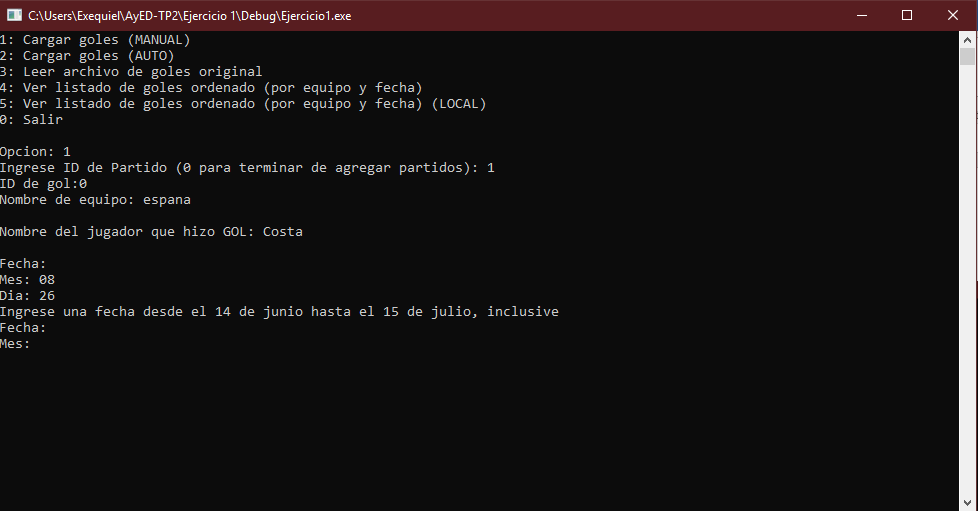 C:\Users\Exequiel\AyED-TP2\Ejercicio 1\Debug\Ejercicio1.exe
1: Cargar goles (MANUAL)
2: Cargar goles (AUTO)
3: Leer archivo de goles original
4: Ver listado de goles ordenado (por equipo y fecha)
5: Ver listado de goles ordenado (por equipo y fecha) (LOCAL)
0: Salir
Opcion: 1
Ingrese ID de Partido (0 para terminar de agregar partidos): 1
ID de gol:0
Nombre de equipo: espana
Nombre del jugador que hizo GOL: Costa
Fecha:
Mes: 08
Dia: 26
Ingrese una fecha desde el 14 de junio hasta el 15 de julio, inclusive
Fecha:
Mes: